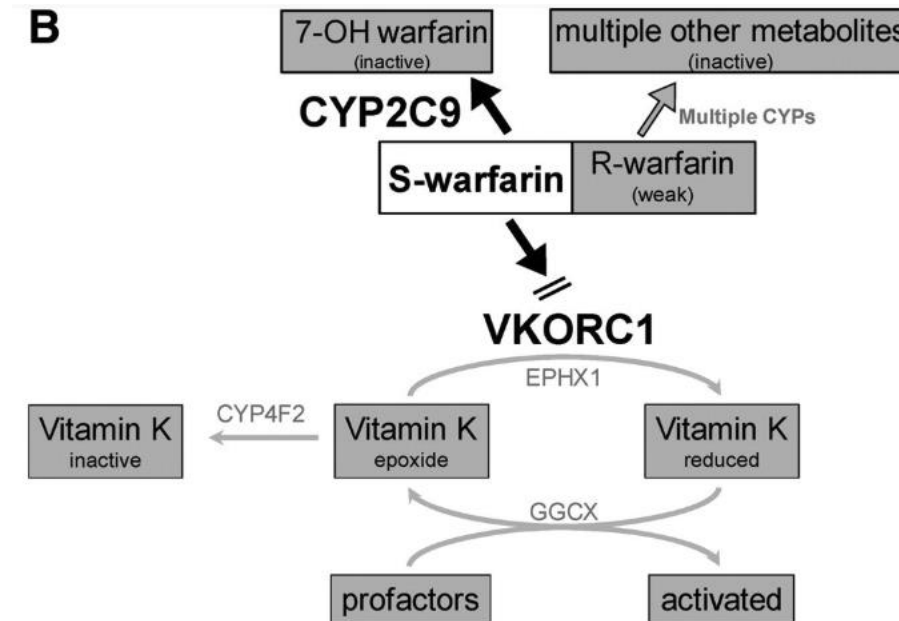 B
7-OH warfarin
(inactive)
multiple other metabolites
(inactive)
CYP2C9
Multiple CYPs
S-warfarin
R-warfarin
(weak)
VKORC1
EPHX1
CYP4F2
Vitamin K
inactive
Vitamin K
epoxide
Vitamin K
reduced
GGCX
profactors
activated